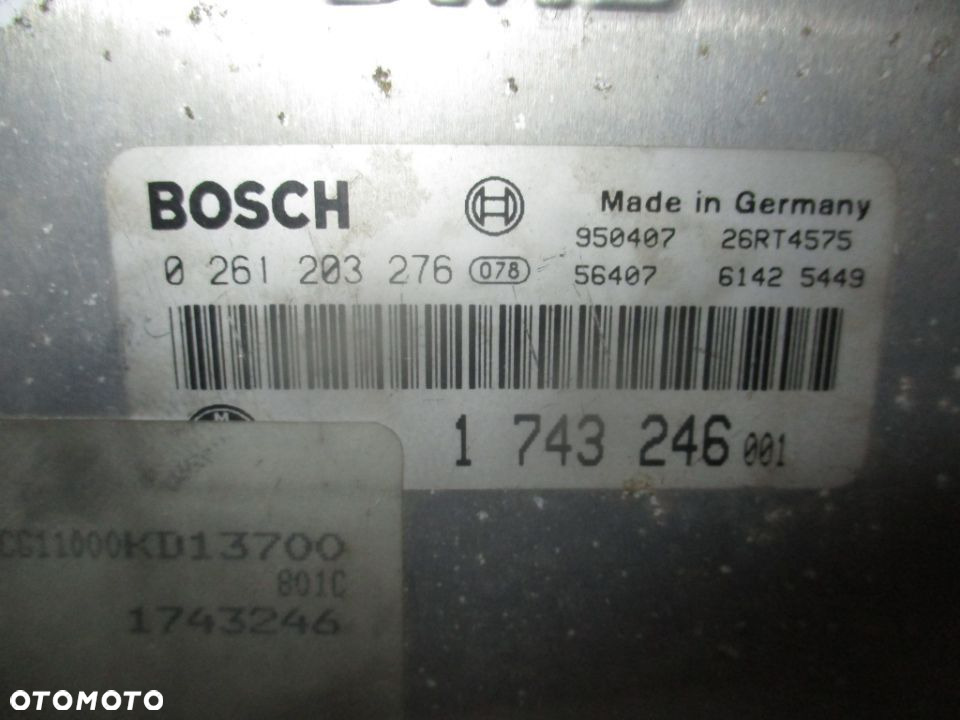 BOSCH
Made in Germany
950407 26RT4575
0 261 203 276 078
56407 6142 5449
1 743 246 001
CG11000KD13700
801C
1743246
OTOMOTO